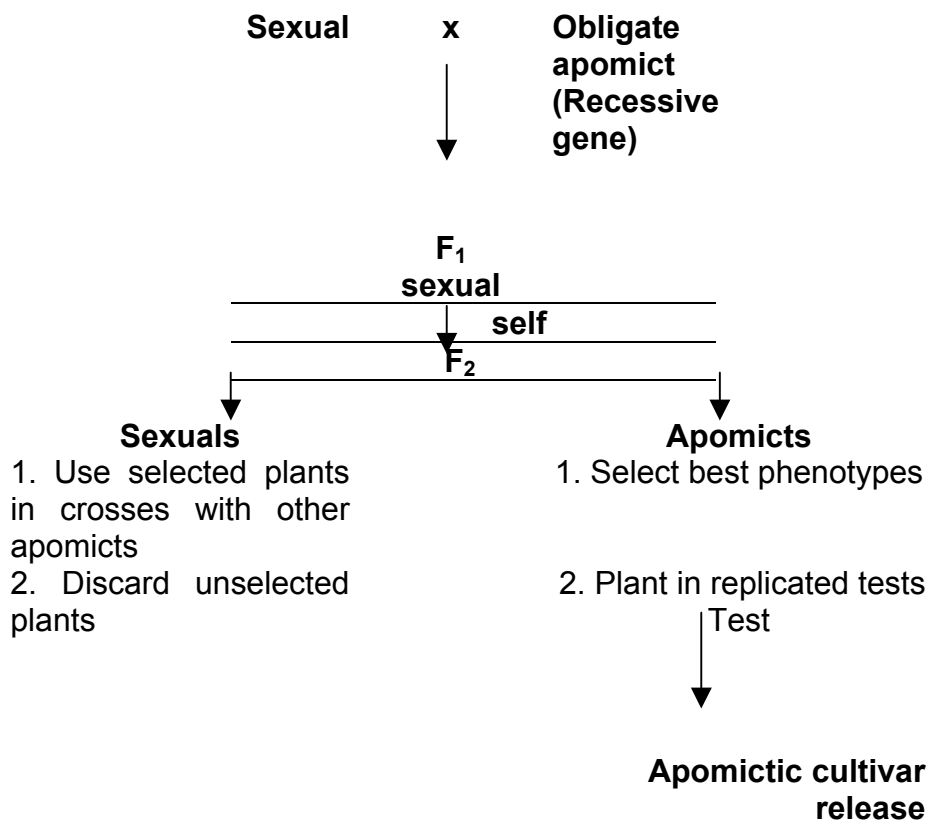 Sexual x Obligate
apomict
(Recessive
gene)
F₁
sexual
self
F₂
Sexuals
1. Use selected plants
in crosses with other
apomicts
2. Discard unselected
plants
Apomicts
1. Select best phenotypes
2. Plant in replicated tests
Test
Apomictic cultivar
release